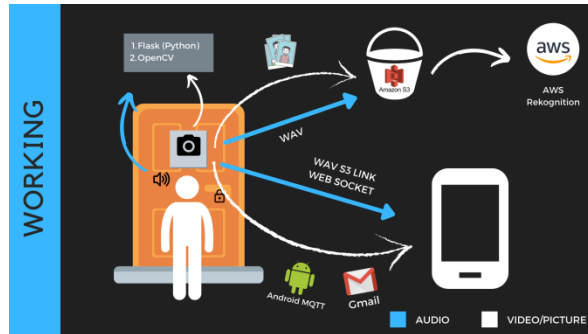 WORKING
1.Flask (Python)
2.OpenCV
Amazon S3
aws
AWS
Rekognition
WAV
WAV S3 LINK
WEB SOCKET
Android MQTT
Gmail
AUDIO
VIDEO/PICTURE